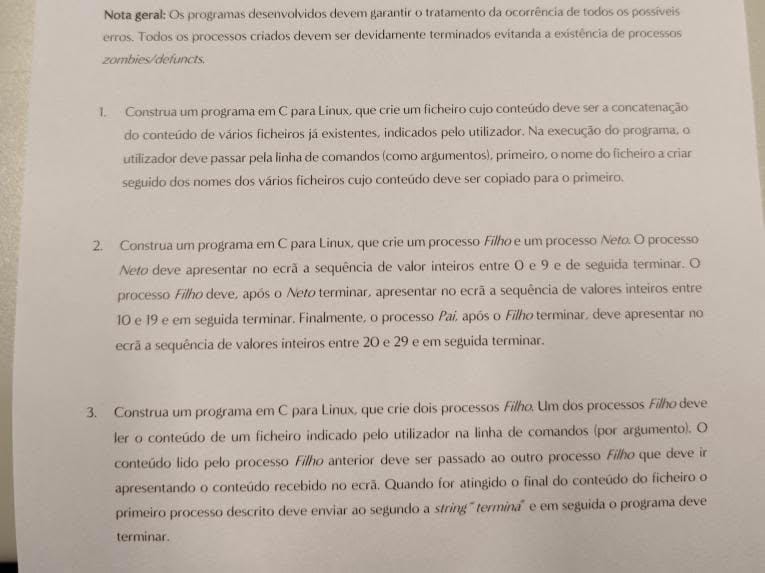 Nota geral: Os programas desenvolvidos devem garantir o tratamento da ocorrência de todos os possíveis
erros. Todos os processos criados devem ser devidamente terminados evitando a existência de processos
zombies/defuncts.
1. Construa um programa em C para Linux, que crie um ficheiro cujo conteúdo deve ser a concatenação
do conteúdo de vários ficheiros já existentes, indicados pelo utilizador. Na execução do programa, o
utilizador deve passar pela linha de comandos (como argumentos), primeiro, o nome do ficheiro a criar
seguido dos nomes dos vários ficheiros cujo conteúdo deve ser copiado para o primeiro.
2. Construa um programa em C para Linux, que crie um processo Filho e um processo Neto. O processo
Neto deve apresentar no ecrã a sequência de valor inteiros entre 0 e 9 e de seguida terminar. O
processo Filho deve, após o Neto terminar, apresentar no ecrã a sequência de valores inteiros entre
10 e 19 e em seguida terminar. Finalmente, o processo Pai, após o Filho terminar, deve apresentar no
ecrã a sequência de valores inteiros entre 20 e 29 e em seguida terminar.
3. Construa um programa em C para Linux, que crie dois processos Filho. Um dos processos Filho deve
ler o conteúdo de um ficheiro indicado pelo utilizador na linha de comandos (por argumento). O
conteúdo lido pelo processo Filho anterior deve ser passado ao outro processo Filho que deve ir
apresentando o conteúdo recebido no ecrã. Quando for atingido o final do conteúdo do ficheiro o
primeiro processo descrito deve enviar ao segundo a string "termina" e em seguida o programa deve
terminar.